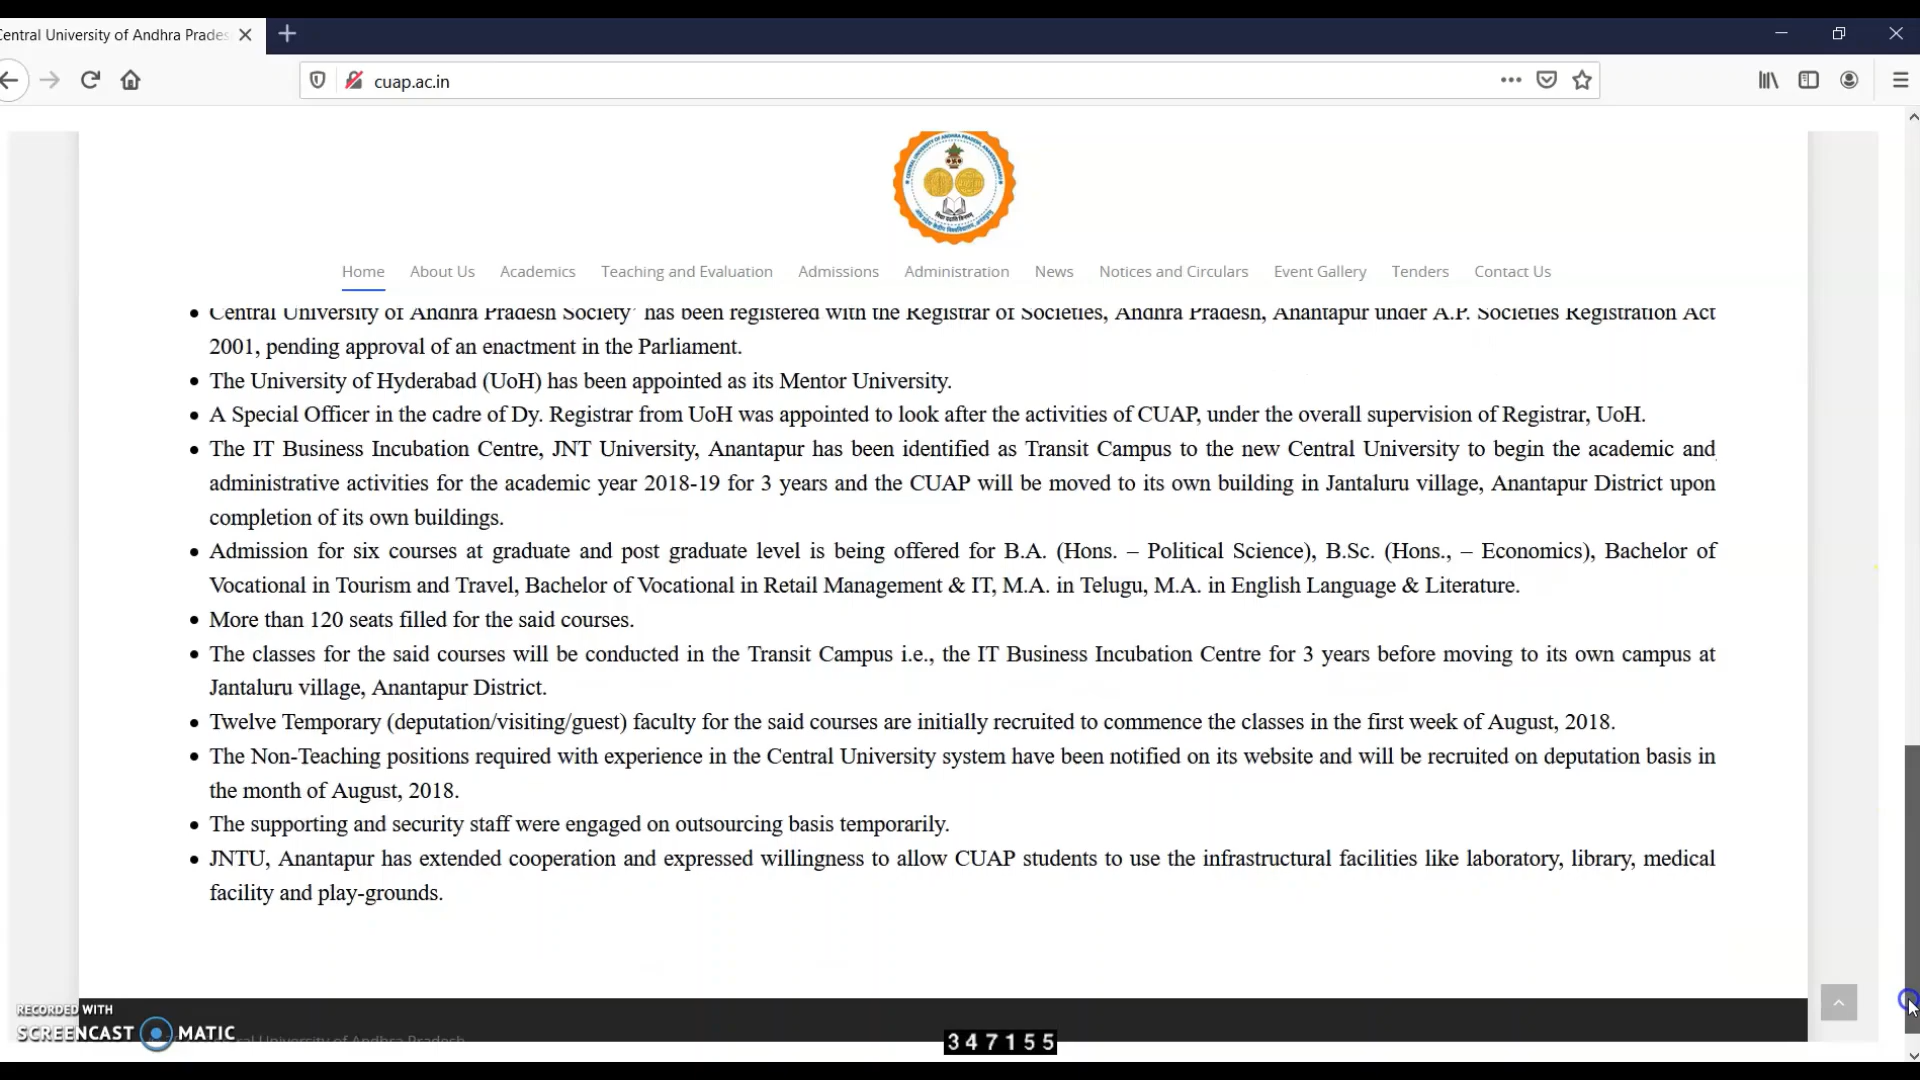 Central University of Andhra Prades
cuap.ac.in
Home About Us Academics Teaching and Evaluation Admissions Administration News Notices and Circulars Event Gallery Tenders Contact Us
Central University of Andhra Pradesh Society’ has been registered with the Registrar of Societies, Andhra Pradesh, Anantapur under A.P. Societies Registration Act
2001, pending approval of an enactment in the Parliament.
The University of Hyderabad (UoH) has been appointed as its Mentor University.
A Special Officer in the cadre of Dy. Registrar from UoH was appointed to look after the activities of CUAP, under the overall supervision of Registrar, UoH.
The IT Business Incubation Centre, JNT University, Anantapur has been identified as Transit Campus to the new Central University to begin the academic and
administrative activities for the academic year 2018-19 for 3 years and the CUAP will be moved to its own building in Jantaluru village, Anantapur District upon
completion of its own buildings.
Admission for six courses at graduate and post graduate level is being offered for B.A. (Hons. – Political Science), B.Sc. (Hons., – Economics), Bachelor of
Vocational in Tourism and Travel, Bachelor of Vocational in Retail Management & IT, M.A. in Telugu, M.A. in English Language & Literature.
More than 120 seats filled for the said courses.
The classes for the said courses will be conducted in the Transit Campus i.e., the IT Business Incubation Centre for 3 years before moving to its own campus at
Jantaluru village, Anantapur District.
Twelve Temporary (deputation/visiting/guest) faculty for the said courses are initially recruited to commence the classes in the first week of August, 2018.
The Non-Teaching positions required with experience in the Central University system have been notified on its website and will be recruited on deputation basis in
the month of August, 2018.
The supporting and security staff were engaged on outsourcing basis temporarily.
JNTU, Anantapur has extended cooperation and expressed willingness to allow CUAP students to use the infrastructural facilities like laboratory, library, medical
facility and play-grounds.
RECORDED WITH
SCREENCAST MATIC
University of Andhra Pradesh
347155